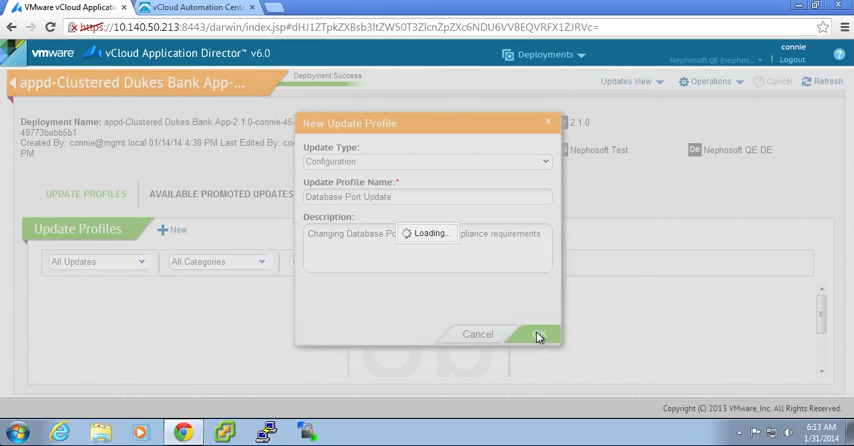 VMware vCloud Applicati
vCloud Automation Cent
https://10.140.50.213:8443/darwin/index.jsp#dHJ1ZTpkZXBsb3ltZW50T3ZlcnZpZXc6NDU6VVBEQVRFX1ZJRVc=
vmware vCloud Application Director™ v6.0
Deployments
connie
Nephosoft QE (nephos...
Logout
appd-Clustered Dukes Bank App-...
Deployment Success
Updates View
Operations
Cancel
Refresh
Deployment Name: appd-Clustered Dukes Bank App-2.1.0-connie-45
49773babb5b1
Created By: connie@mgmt.local 01/14/14 4:38 PM Last Edited By: con
PM
2.1.0
Nephosoft Test
De Nephosoft QE DE
UPDATE PROFILES
AVAILABLE PROMOTED UPDATES
Update Profiles
New
All Updates
All Categories
New Update Profile
x
Update Type:
Configuration
Update Profile Name:*
Database Port Update
Description:
Changing Database Po
Loading...
pliance requirements
Cancel
OK
Copyright (C) 2013 VMware, Inc. All Rights Reserved.
6:13 AM
1/31/2014